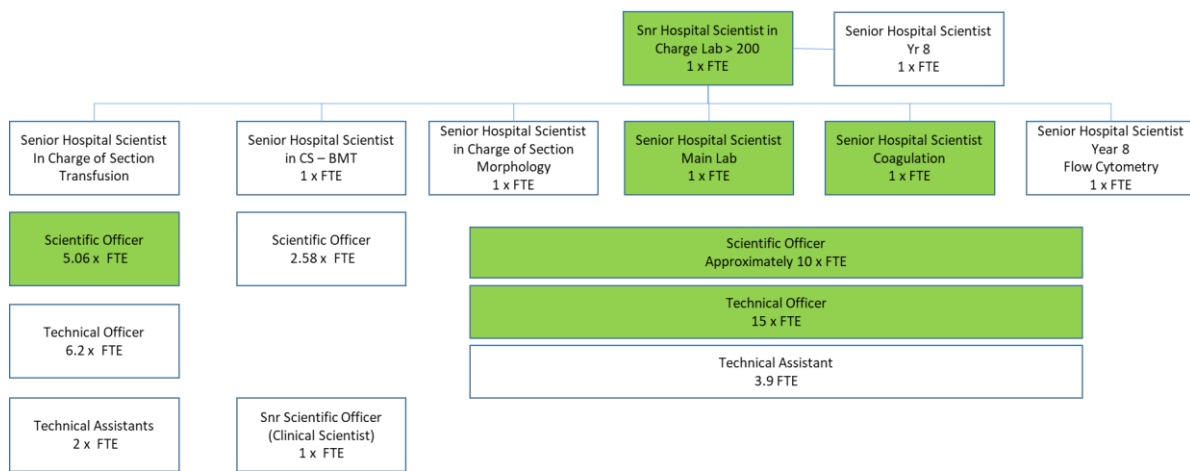 Snr Hospital Scientist in
Charge Lab > 200
1 x FTE
Senior Hospital Scientist
Yr 8
1 x FTE
Senior Hospital Scientist
In Charge of Section
Transfusion
Senior Hospital Scientist
in CS – BMT
1 x FTE
Senior Hospital Scientist
in Charge of Section
Morphology
1 x FTE
Senior Hospital Scientist
Main Lab
1 x FTE
Senior Hospital Scientist
Coagulation
1 x FTE
Senior Hospital Scientist
Year 8
Flow Cytometry
1 x FTE
Scientific Officer
5.06 x FTE
Scientific Officer
2.58 x FTE
Scientific Officer
Approximately 10 x FTE
Technical Officer
6.2 x FTE
Technical Officer
15 x FTE
Technical Assistant
3.9 FTE
Technical Assistants
2 x FTE
Snr Scientific Officer
(Clinical Scientist)
1 x FTE